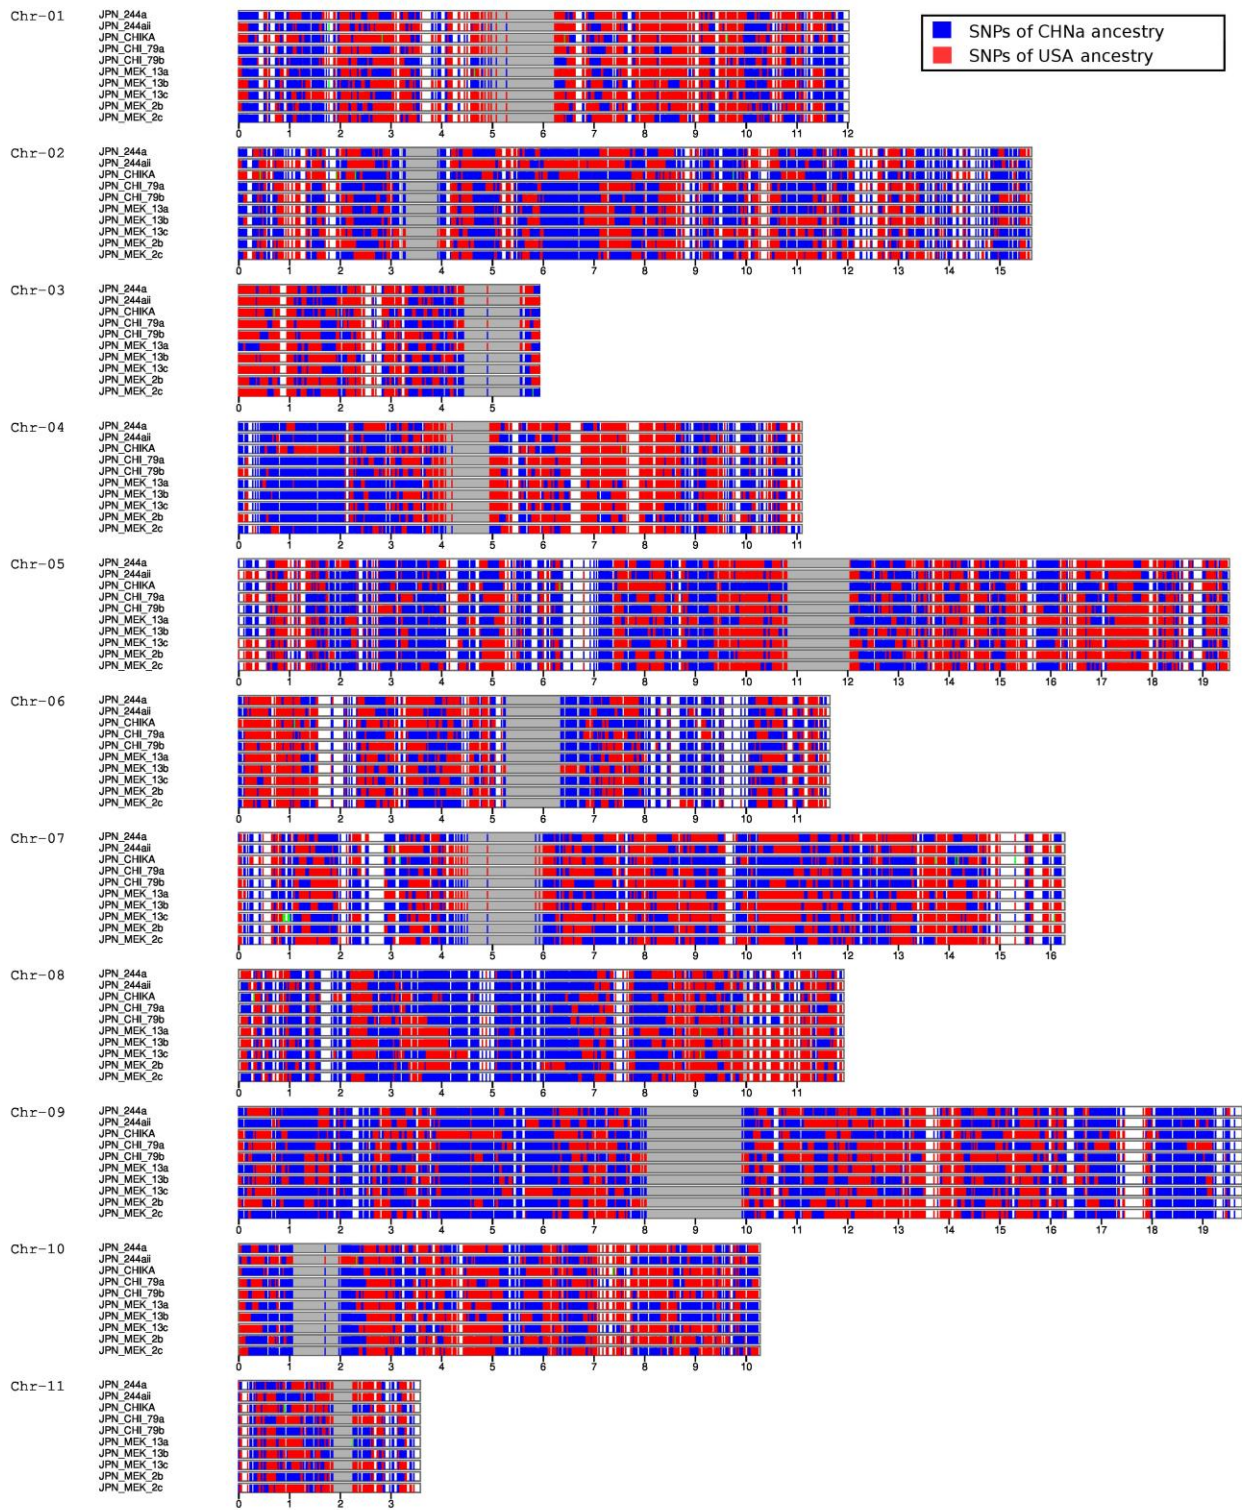 Chr-01
JPN_244a
JPN_244aii
JPN_CHIKA
JPN_CHI_79a
JPN_CHI_79b
JPN_MEK_13a
JPN_MEK_13b
JPN_MEK_13c
JPN_MEK_2b
JPN_MEK_2c
0 1 2 3 4 5 6 7 8 9 10 11 12
SNPs of CHNa ancestry
SNPs of USA ancestry
Chr-02
JPN_244a
JPN_244aii
JPN_CHIKA
JPN_CHI_79a
JPN_CHI_79b
JPN_MEK_13a
JPN_MEK_13b
JPN_MEK_13c
JPN_MEK_2b
JPN_MEK_2c
0 1 2 3 4 5 6 7 8 9 10 11 12 13 14 15
Chr-03
JPN_244a
JPN_244aii
JPN_CHIKA
JPN_CHI_79a
JPN_CHI_79b
JPN_MEK_13a
JPN_MEK_13b
JPN_MEK_13c
JPN_MEK_2b
JPN_MEK_2c
0 1 2 3 4 5
Chr-04
JPN_244a
JPN_244aii
JPN_CHIKA
JPN_CHI_79a
JPN_CHI_79b
JPN_MEK_13a
JPN_MEK_13b
JPN_MEK_13c
JPN_MEK_2b
JPN_MEK_2c
0 1 2 3 4 5 6 7 8 9 10 11
Chr-05
JPN_244a
JPN_244aii
JPN_CHIKA
JPN_CHI_79a
JPN_CHI_79b
JPN_MEK_13a
JPN_MEK_13b
JPN_MEK_13c
JPN_MEK_2b
JPN_MEK_2c
0 1 2 3 4 5 6 7 8 9 10 11 12 13 14 15 16 17 18 19
Chr-06
JPN_244a
JPN_244aii
JPN_CHIKA
JPN_CHI_79a
JPN_CHI_79b
JPN_MEK_13a
JPN_MEK_13b
JPN_MEK_13c
JPN_MEK_2b
JPN_MEK_2c
0 1 2 3 4 5 6 7 8 9 10 11
Chr-07
JPN_244a
JPN_244aii
JPN_CHIKA
JPN_CHI_79a
JPN_CHI_79b
JPN_MEK_13a
JPN_MEK_13b
JPN_MEK_13c
JPN_MEK_2b
JPN_MEK_2c
0 1 2 3 4 5 6 7 8 9 10 11 12 13 14 15 16
Chr-08
JPN_244a
JPN_244aii
JPN_CHIKA
JPN_CHI_79a
JPN_CHI_79b
JPN_MEK_13a
JPN_MEK_13b
JPN_MEK_13c
JPN_MEK_2b
JPN_MEK_2c
0 1 2 3 4 5 6 7 8 9 10 11
Chr-09
JPN_244a
JPN_244aii
JPN_CHIKA
JPN_CHI_79a
JPN_CHI_79b
JPN_MEK_13a
JPN_MEK_13b
JPN_MEK_13c
JPN_MEK_2b
JPN_MEK_2c
0 1 2 3 4 5 6 7 8 9 10 11 12 13 14 15 16 17 18 19
Chr-10
JPN_244a
JPN_244aii
JPN_CHIKA
JPN_CHI_79a
JPN_CHI_79b
JPN_MEK_13a
JPN_MEK_13b
JPN_MEK_13c
JPN_MEK_2b
JPN_MEK_2c
0 1 2 3 4 5 6 7 8 9 10
Chr-11
JPN_244a
JPN_244aii
JPN_CHIKA
JPN_CHI_79a
JPN_CHI_79b
JPN_MEK_13a
JPN_MEK_13b
JPN_MEK_13c
JPN_MEK_2b
JPN_MEK_2c
0 1 2 3